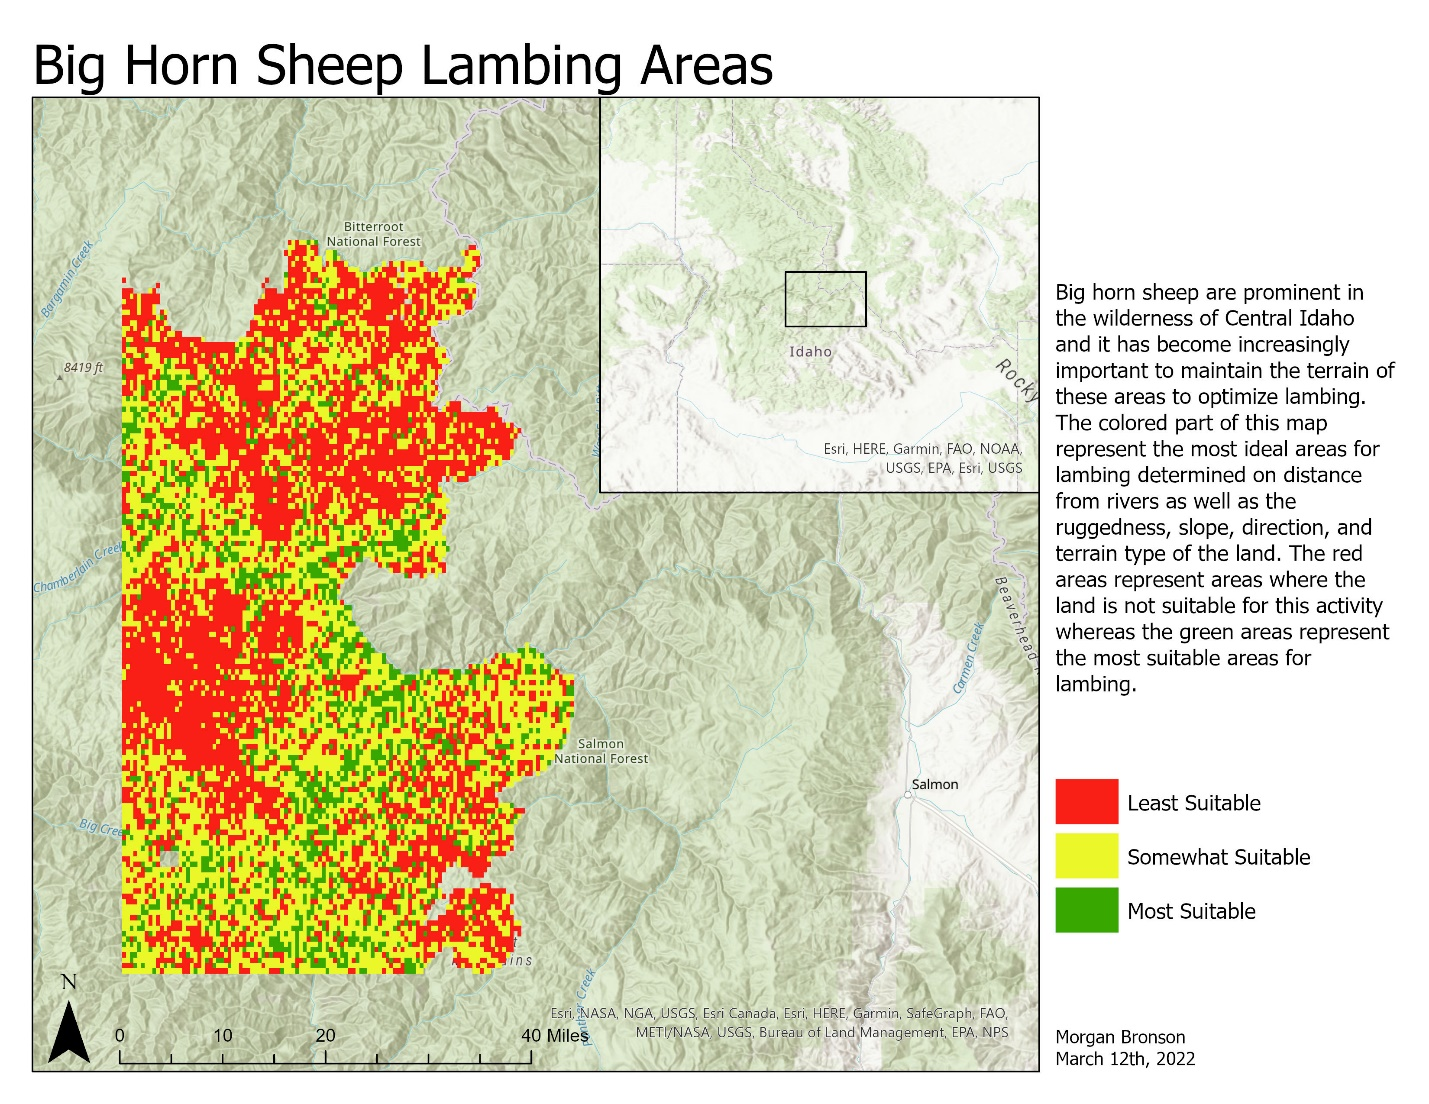 Big Horn Sheep Lambing Areas
Bitterroot
National Forest
Bargamin Creek
8419 ft
Chamberlain Creek
Big Cree
Salmon
National Forest
Salmon
Carmen Creek
Beaverhead
Creek
ins
Idaho
Rocky
Esri, HERE, Garmin, FAO, NOAA,
USGS, EPA, Esri, USGS
N
0 10 20 40 Miles
Esri, NASA, NGA, USGS, Esri Canada, Esri, HERE, Garmin, SafeGraph, FAO,
METI/NASA, USGS, Bureau of Land Management, EPA, NPS
Big horn sheep are prominent in
the wilderness of Central Idaho
and it has become increasingly
important to maintain the terrain of
these areas to optimize lambing.
The colored part of this map
represent the most ideal areas for
lambing determined on distance
from rivers as well as the
ruggedness, slope, direction, and
terrain type of the land. The red
areas represent areas where the
land is not suitable for this activity
whereas the green areas represent
the most suitable areas for
lambing.
Least Suitable
Somewhat Suitable
Most Suitable
Morgan Bronson
March 12th, 2022